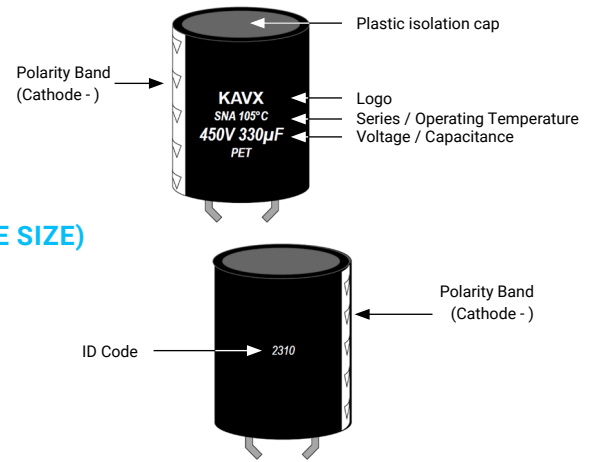 Plastic isolation cap
Polarity Band
(Cathode - )
KAVX
SNA 105°C
450V 330µF
PET
Logo
Series / Operating Temperature
Voltage / Capacitance
E SIZE)
Polarity Band
(Cathode - )
ID Code
2310